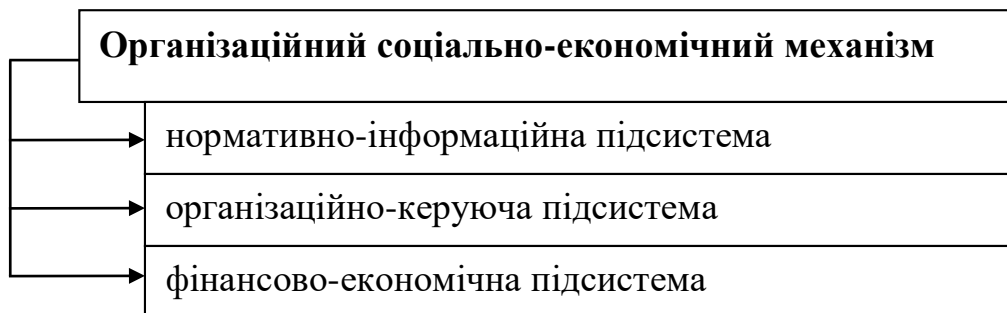 Організаційний соціально-економічний механізм
нормативно-інформаційна підсистема
організаційно-керуюча підсистема
фінансово-економічна підсистема